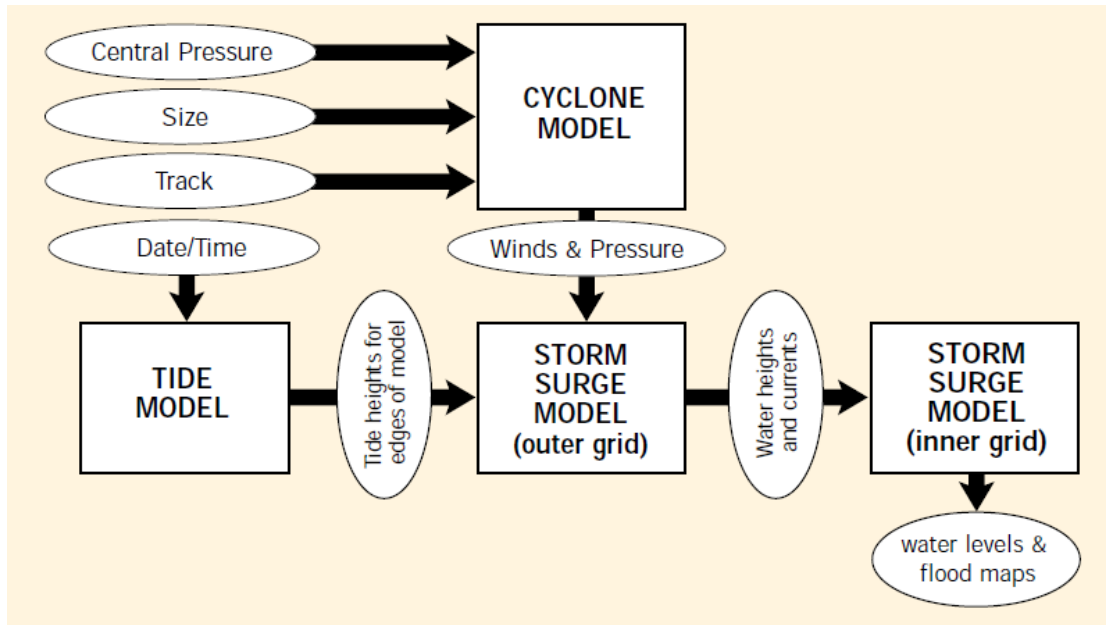 Central Pressure
Size
Track
Date/Time
CYCLONE
MODEL
Winds & Pressure
TIDE
MODEL
Tide heights for
edges of model
STORM
SURGE
MODEL
(outer grid)
Water heights
and currents
STORM
SURGE
MODEL
(inner grid)
water levels &
flood maps